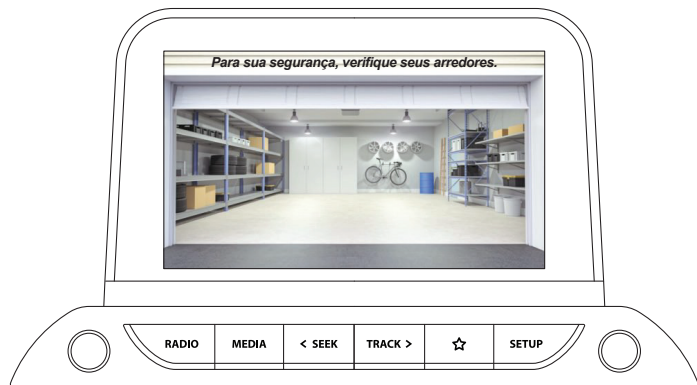 Para sua segurança, verifique seus arredores.
RADIO MEDIA < SEEK TRACK > ☆ SETUP